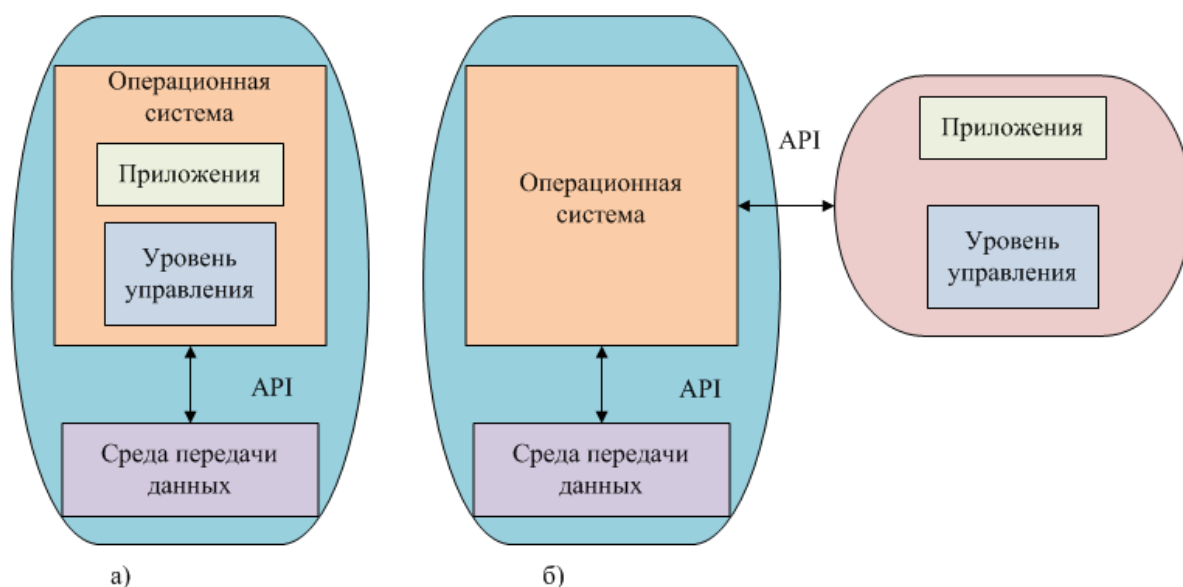 Операционная
система
Приложения
Уровень
управления
API
Среда передачи
данных
а)
Операционная
система
API
Среда передачи
данных
б)
API
Приложения
Уровень
управления